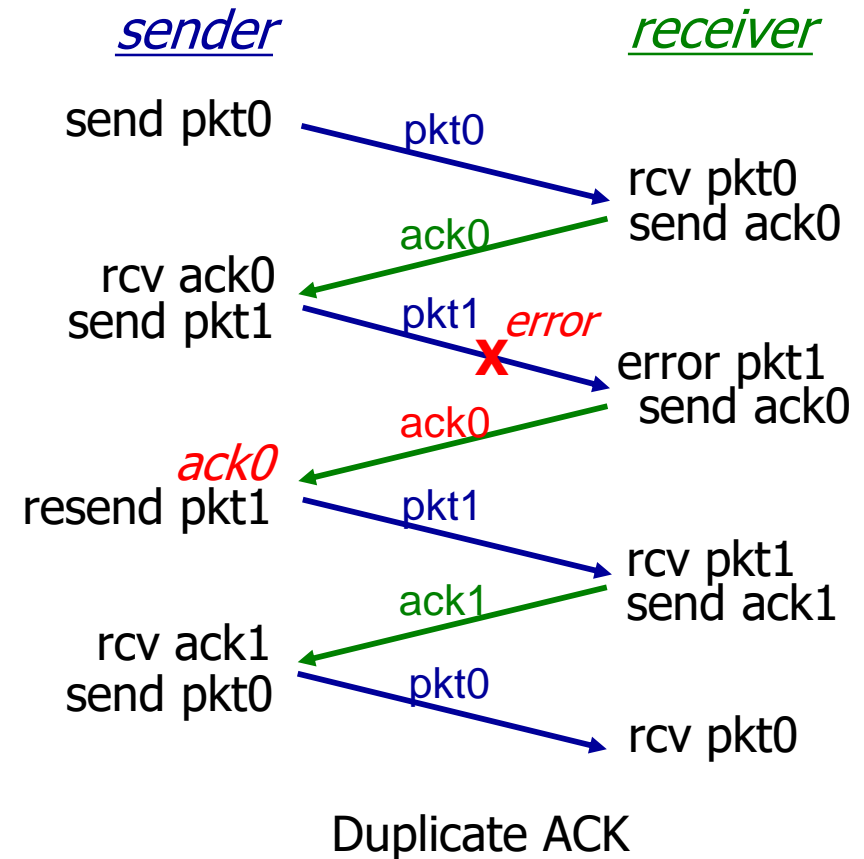 sender
receiver
send pkt0
pkt0
rcv pkt0
send ack0
ack0
rcv ack0
send pkt1
pkt1
error
X
error pkt1
send ack0
ack0
ack0
resend pkt1
pkt1
rcv pkt1
send ack1
ack1
rcv ack1
send pkt0
pkt0
rcv pkt0
Duplicate ACK